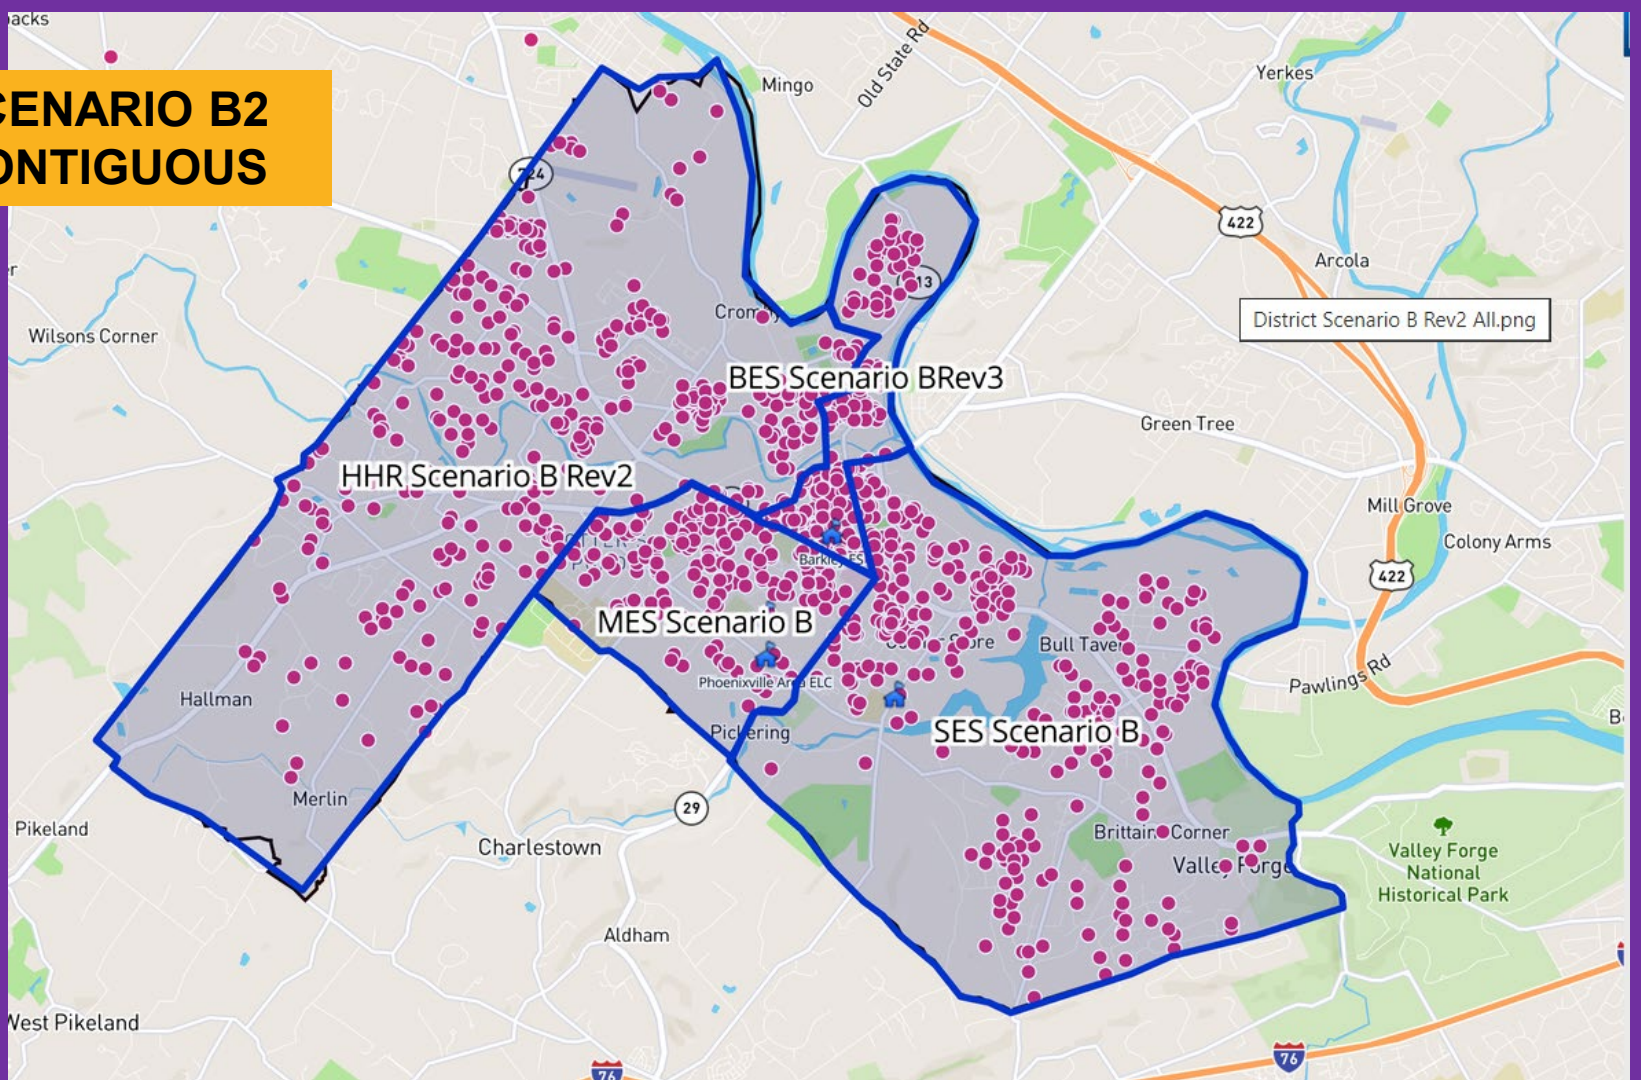 CENARIO B2
ONTIGUOUS
Mingo
Old State Rd
Yerkes
422
Arcola
13
District Scenario B Rev2 All.png
Wilsons Corner
BES Scenario BRev3
Green Tree
HHR Scenario B Rev2
Mill Grove
Colony Arms
422
MES Scenario B
Bull Taver
Phoenixville Area ELC
Pawlings Rd
Hallman
SES Scenario B
Pickering
Merlin
29
Pikeland
Brittain Corner
Charlestown
Valley Forge
Valley Forge
National
Historical Park
Aldham
West Pikeland
76
76